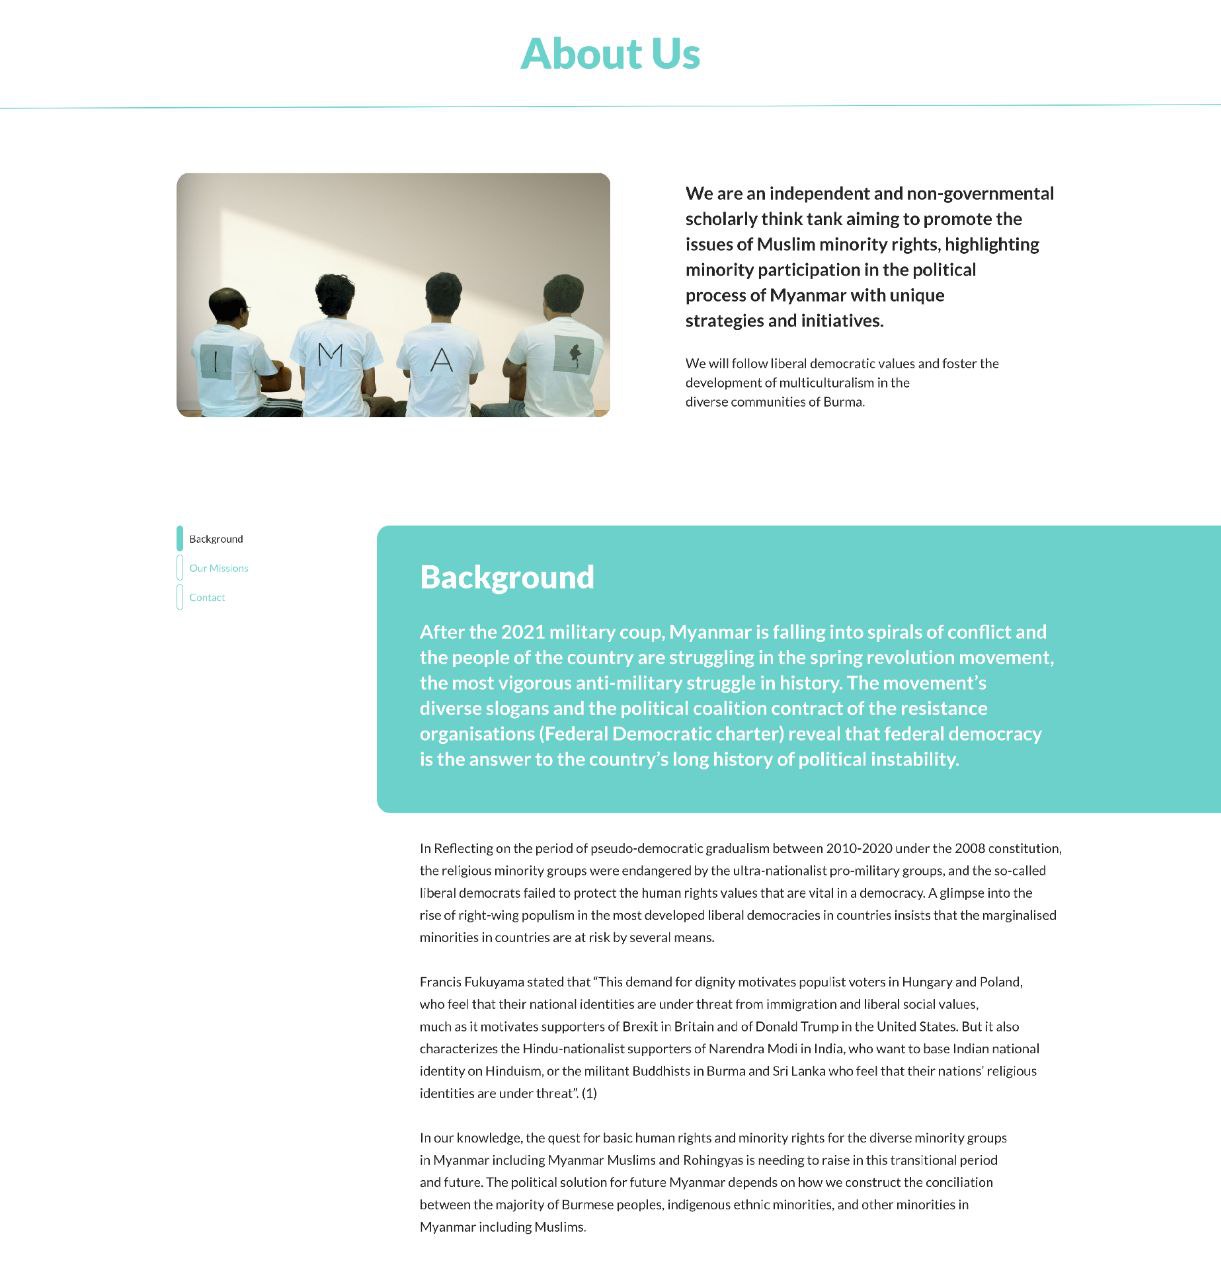 About Us
I M A
We are an independent and non-governmental
scholarly think tank aiming to promote the
issues of Muslim minority rights, highlighting
minority participation in the political
process of Myanmar with unique
strategies and initiatives.
We will follow liberal democratic values and foster the
development of multiculturalism in the
diverse communities of Burma.
Background
Our Missions
Contact
Background
After the 2021 military coup, Myanmar is falling into spirals of conflict and
the people of the country are struggling in the spring revolution movement,
the most vigorous anti-military struggle in history. The movement’s
diverse slogans and the political coalition contract of the resistance
organisations (Federal Democratic charter) reveal that federal democracy
is the answer to the country’s long history of political instability.
In Reflecting on the period of pseudo-democratic gradualism between 2010-2020 under the 2008 constitution,
the religious minority groups were endangered by the ultra-nationalist pro-military groups, and the so-called
liberal democrats failed to protect the human rights values that are vital in a democracy. A glimpse into the
rise of right-wing populism in the most developed liberal democracies in countries insists that the marginalised
minorities in countries are at risk by several means.
Francis Fukuyama stated that “This demand for dignity motivates populist voters in Hungary and Poland,
who feel that their national identities are under threat from immigration and liberal social values,
much as it motivates supporters of Brexit in Britain and of Donald Trump in the United States. But it also
characterizes the Hindu-nationalist supporters of Narendra Modi in India, who want to base Indian national
identity on Hinduism, or the militant Buddhists in Burma and Sri Lanka who feel that their nations’ religious
identities are under threat”. (1)
In our knowledge, the quest for basic human rights and minority rights for the diverse minority groups
in Myanmar including Myanmar Muslims and Rohingyas is needing to raise in this transitional period
and future. The political solution for future Myanmar depends on how we construct the conciliation
between the majority of Burmese peoples, indigenous ethnic minorities, and other minorities in
Myanmar including Muslims.